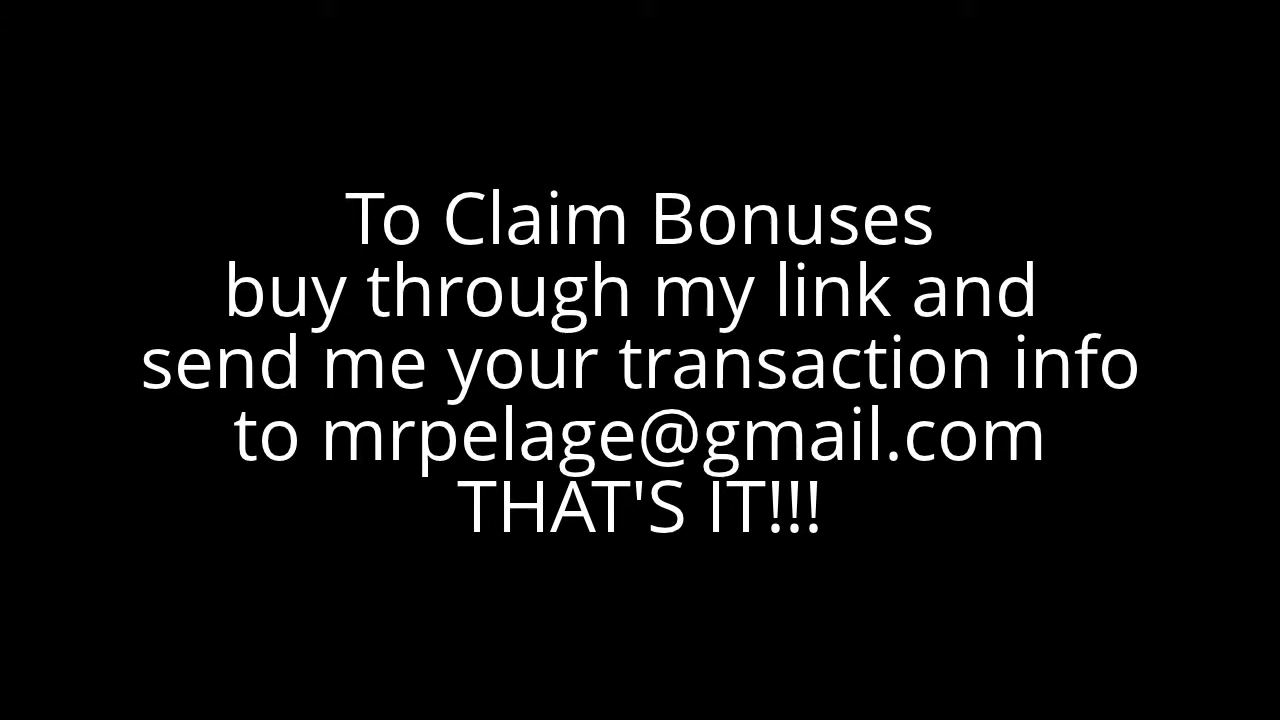 To Claim Bonuses
buy through my link and
send me your transaction info
to mrpelage@gmail.com
THAT'S IT!!!